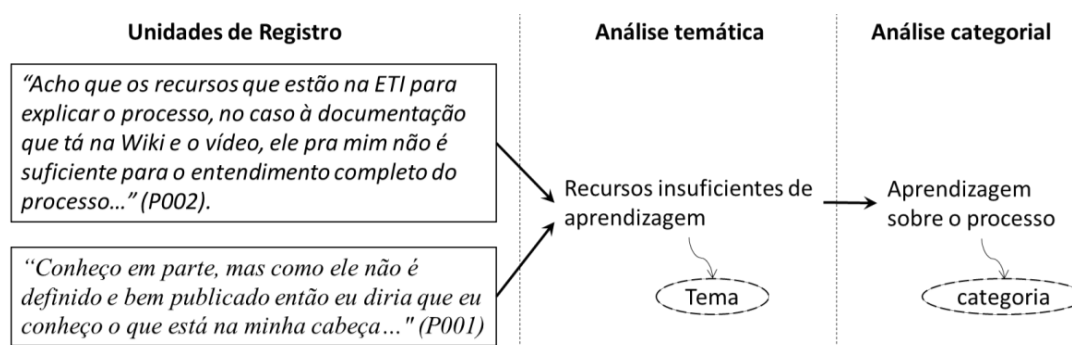 Unidades de Registro
Análise temática
Análise categorial
“Acho que os recursos que estão na ETI para
explicar o processo, no caso à documentação
que tá na Wiki e o vídeo, ele pra mim não é
suficiente para o entendimento completo do
processo…” (P002).
“Conheço em parte, mas como ele não é
definido e bem publicado então eu diria que eu
conheço o que está na minha cabeça…" (P001)
Recursos insuficientes de
aprendizagem
Tema
Aprendizagem
sobre o processo
categoria